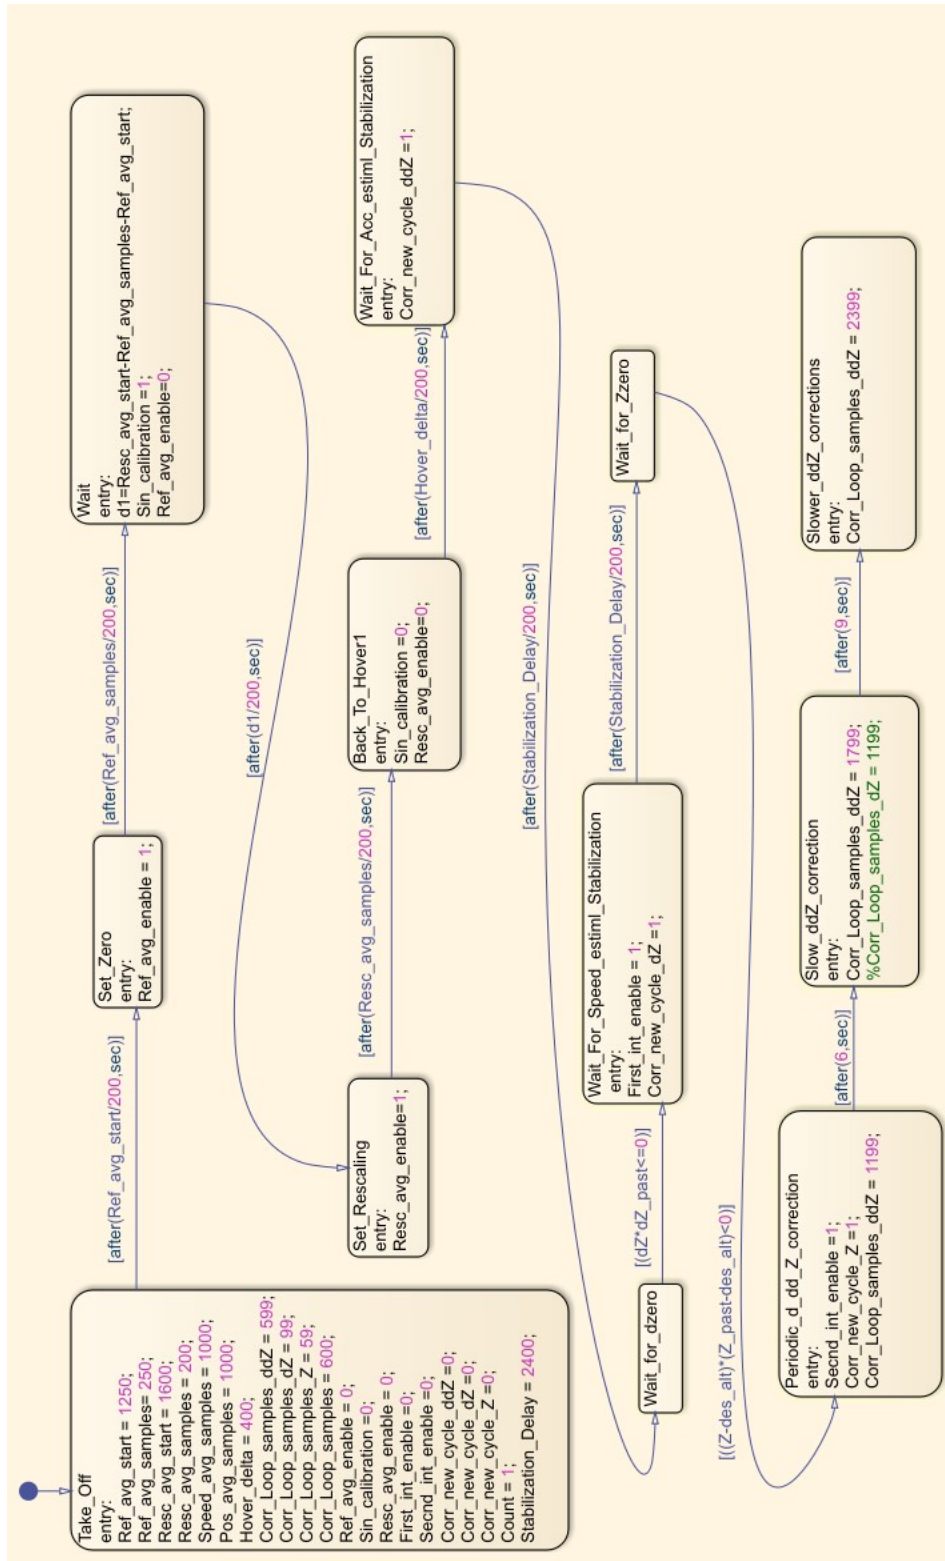 Take_Off
entry:
Ref_avg_start = 1250;
Ref_avg_samples= 250;
Resc_avg_start = 1600;
Resc_avg_samples = 200;
Speed_avg_samples = 1000;
Pos_avg_samples = 1000;
Hover_delta = 400;
Corr_Loop_samples_ddZ = 599;
Corr_Loop_samples_dZ = 99;
Corr_Loop_samples_Z = 59;
Corr_Loop_samples = 600;
Ref_avg_enable = 0;
Sin_calibration =0;
Resc_avg_enable = 0;
First_int_enable =0;
Secnd_int_enable =0;
Corr_new_cycle_ddZ =0;
Corr_new_cycle_dZ =0;
Corr_new_cycle_Z =0;
Count = 1;
Stabilization_Delay = 2400;
[after(Ref_avg_start/200,sec)]
Set_Zero
entry:
Ref_avg_enable = 1;
[after(Ref_avg_samples/200,sec)]
Wait
entry:
d1=Resc_avg_start-Ref_avg_samples-Ref_avg_start;
Sin_calibration =1;
Ref_avg_enable=0;
[after(d1/200,sec)]
Set_Rescaling
entry:
Resc_avg_enable=1;
[after(Resc_avg_samples/200,sec)]
Back_To_Hover1
entry:
Sin_calibration =0;
Resc_avg_enable=0;
[after(Hover_delta/200,sec)]
Wait_For_Acc_estiml_Stabilization
entry:
Corr_new_cycle_ddZ =1;
[after(Stabilization_Delay/200,sec)]
Wait_for_dzero
[(dZ*dZ_past<=0)]
Wait_For_Speed_estiml_Stabilization
entry:
First_int_enable = 1;
Corr_new_cycle_dZ =1;
[after(Stabilization_Delay/200,sec)]
Wait_for_Zzero
[((Z-des_alt)*(Z_past-des_alt)<0)]
Periodic_d_dd_Z_correction
entry:
Secnd_int_enable =1;
Corr_new_cycle_Z =1;
Corr_Loop_samples_ddZ = 1199;
[after(6,sec)]
Slow_ddZ_correction
entry:
Corr_Loop_samples_ddZ = 1799;
%Corr_Loop_samples_dZ = 1199;
[after(9,sec)]
Slower_ddZ_corrections
entry:
Corr_Loop_samples_ddZ = 2399;